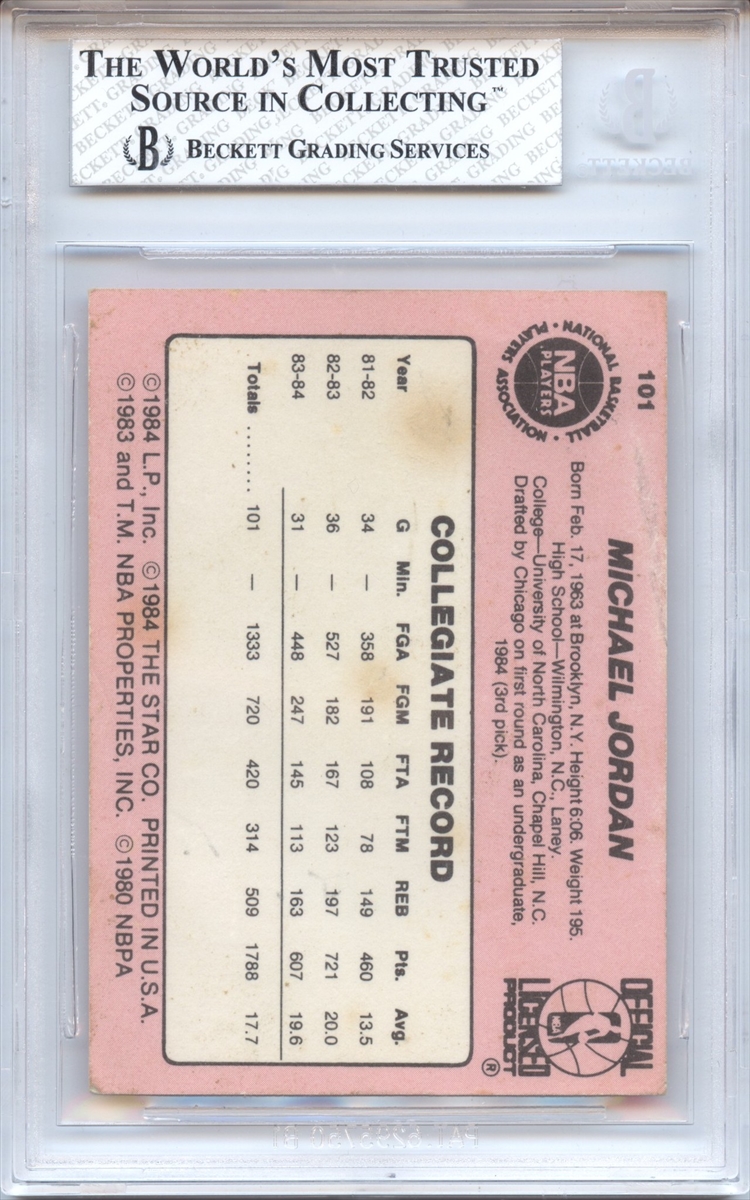 THE WORLD'S MOST TRUSTED
SOURCE IN COLLECTING™
B BECKETT GRADING SERVICES
B
BECKETT
101
NATIONAL BASKETBALL
PLAYERS ASSOCIATION
NBA
PLAYERS
MICHAEL JORDAN
Born Feb. 17, 1963 at Brooklyn, N.Y. Height 6:06. Weight 195.
High School—Wilmington, N.C., Laney.
College—University of North Carolina, Chapel Hill, N.C.
Drafted by Chicago on first round as an undergraduate,
1984 (3rd pick).
OFFICIAL
NBA
LICENSED
PRODUCT
®
COLLEGIATE RECORD
Year G Min. FGA FGM FTA FTM REB Pts. Avg.
81-82 34 — 358 191 108 78 149 460 13.5
82-83 36 — 527 182 167 123 197 721 20.0
83-84 31 — 448 247 145 113 163 607 19.6
Totals ......... 101 — 1333 720 420 314 509 1788 17.7
©1984 L.P., Inc. ©1984 THE STAR CO. PRINTED IN U.S.A.
©1983 and T.M. NBA PROPERTIES, INC. ©1980 NBPA